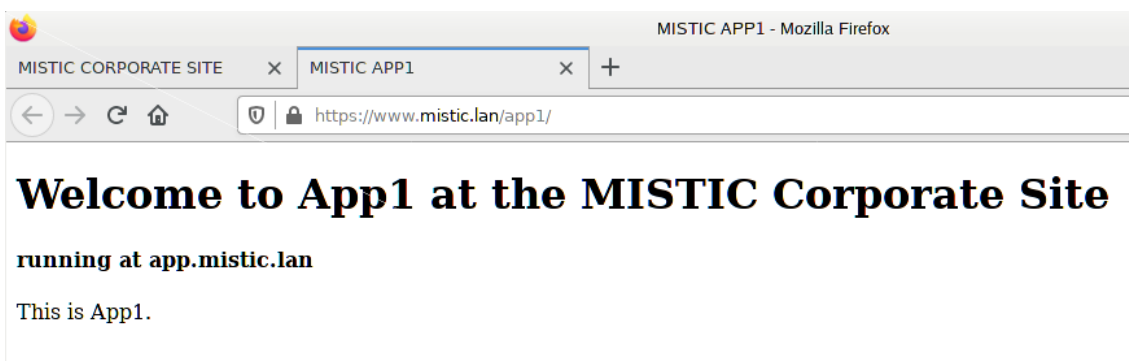 MISTIC APP1 - Mozilla Firefox
MISTIC CORPORATE SITE
MISTIC APP1
https://www.mistic.lan/app1/
Welcome to App1 at the MISTIC Corporate Site
running at app.mistic.lan
This is App1.